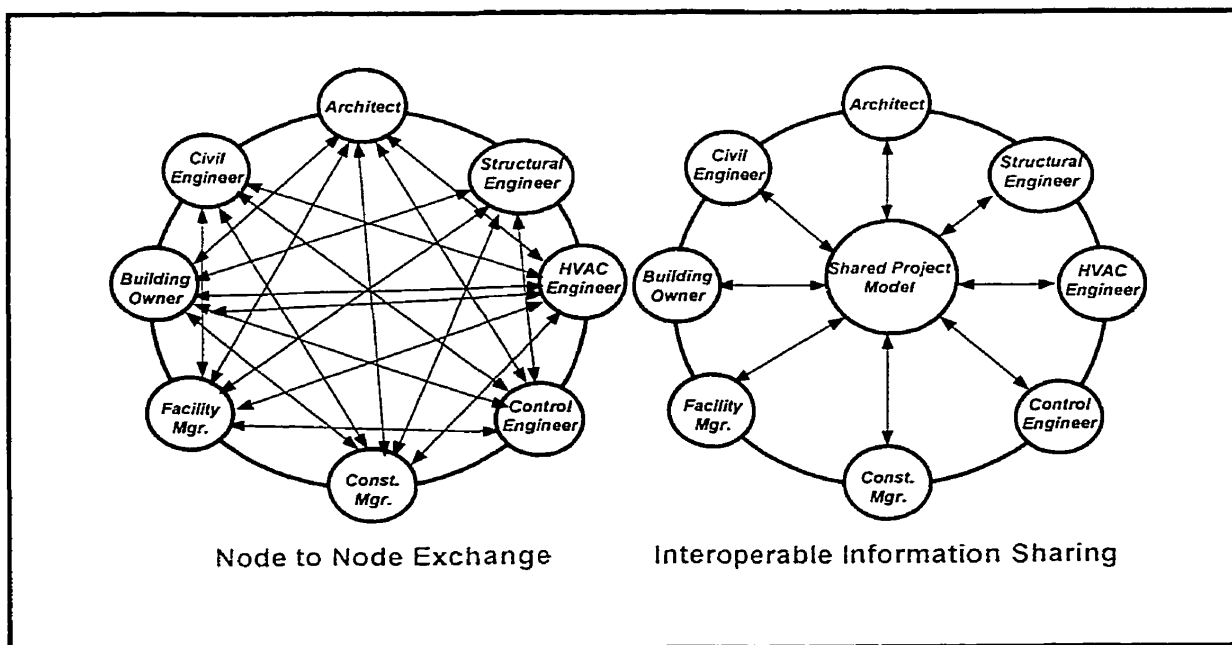 Architect
Civil
Engineer
Structural
Engineer
Building
Owner
HVAC
Engineer
Facility
Mgr.
Control
Engineer
Const.
Mgr.
Node to Node Exchange
Architect
Civil
Engineer
Structural
Engineer
Building
Owner
Shared Project
Model
HVAC
Engineer
Facility
Mgr.
Control
Engineer
Const.
Mgr.
Interoperable Information Sharing